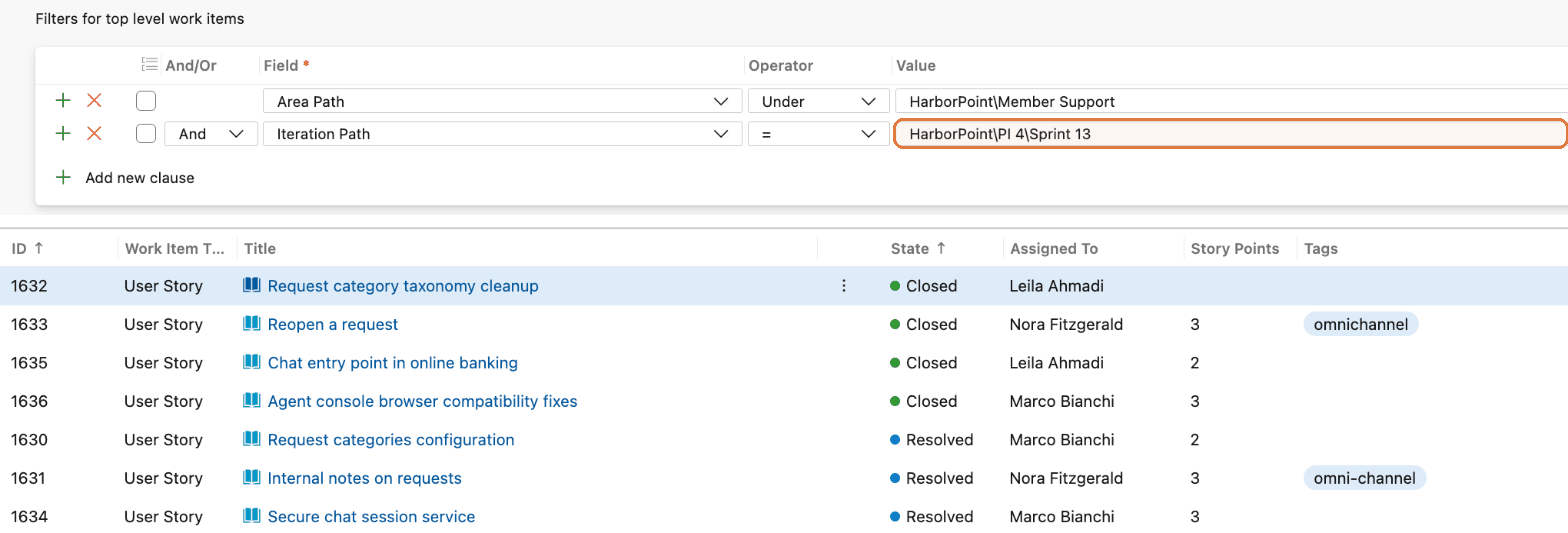 Filters for top level work items
And/Or Field * Operator Value
Area Path Under HarborPoint\Member Support
And Iteration Path = HarborPoint\PI 4\Sprint 13
Add new clause
ID ↑ Work Item T... Title State ↑ Assigned To Story Points Tags
1632 User Story Request category taxonomy cleanup Closed Leila Ahmadi
1633 User Story Reopen a request Closed Nora Fitzgerald 3 omnichannel
1635 User Story Chat entry point in online banking Closed Leila Ahmadi 2
1636 User Story Agent console browser compatibility fixes Closed Marco Bianchi 3
1630 User Story Request categories configuration Resolved Marco Bianchi 2
1631 User Story Internal notes on requests Resolved Nora Fitzgerald 3 omni-channel
1634 User Story Secure chat session service Resolved Marco Bianchi 3